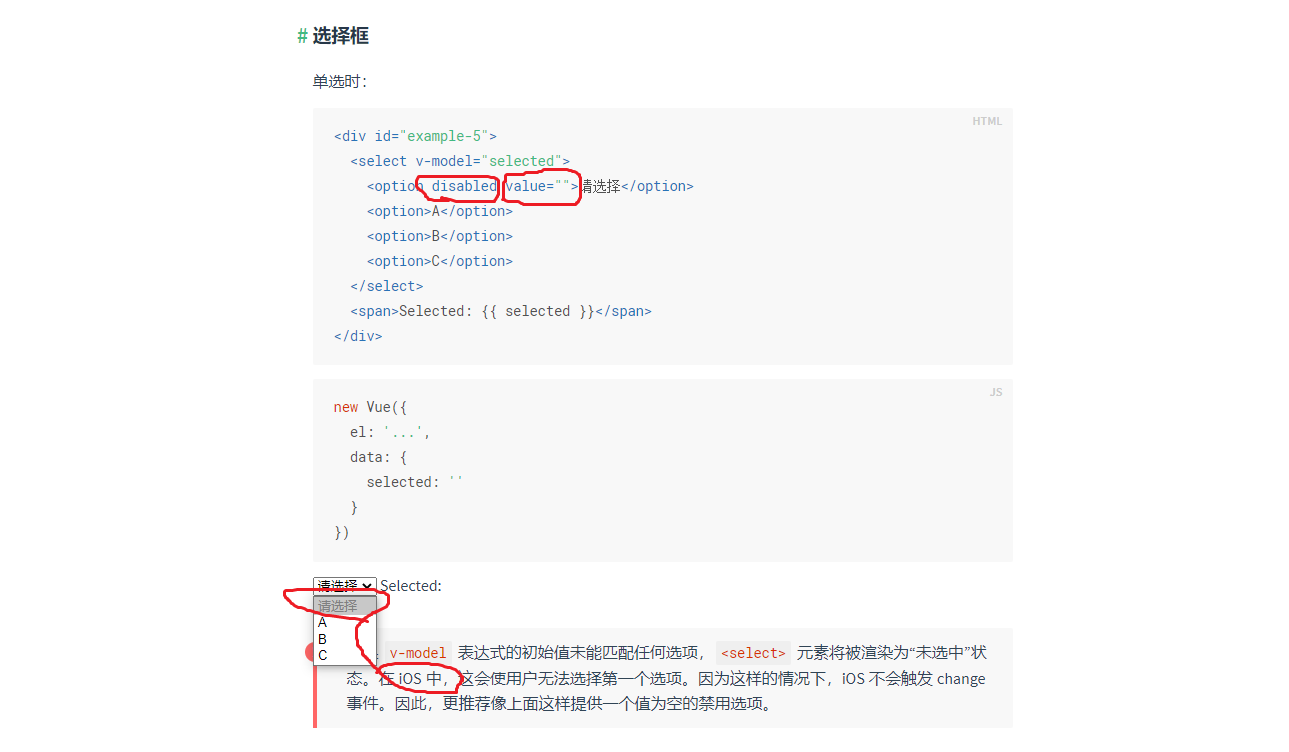 # 选择框
单选时：
HTML
<div id="example-5">
<select v-model="selected">
<option disabled value="">请选择</option>
<option>A</option>
<option>B</option>
<option>C</option>
</select>
<span>Selected: {{ selected }}</span>
</div>
JS
new Vue({
el: '...',
data: {
selected: ''
}
})
请选择 Selected:
请选择
A
B
C
v-model 表达式的初始值未能匹配任何选项，<select> 元素将被渲染为“未选中”状
态。在 iOS 中，这会使用户无法选择第一个选项。因为这样的情况下，iOS 不会触发 change
事件。因此，更推荐像上面这样提供一个值为空的禁用选项。